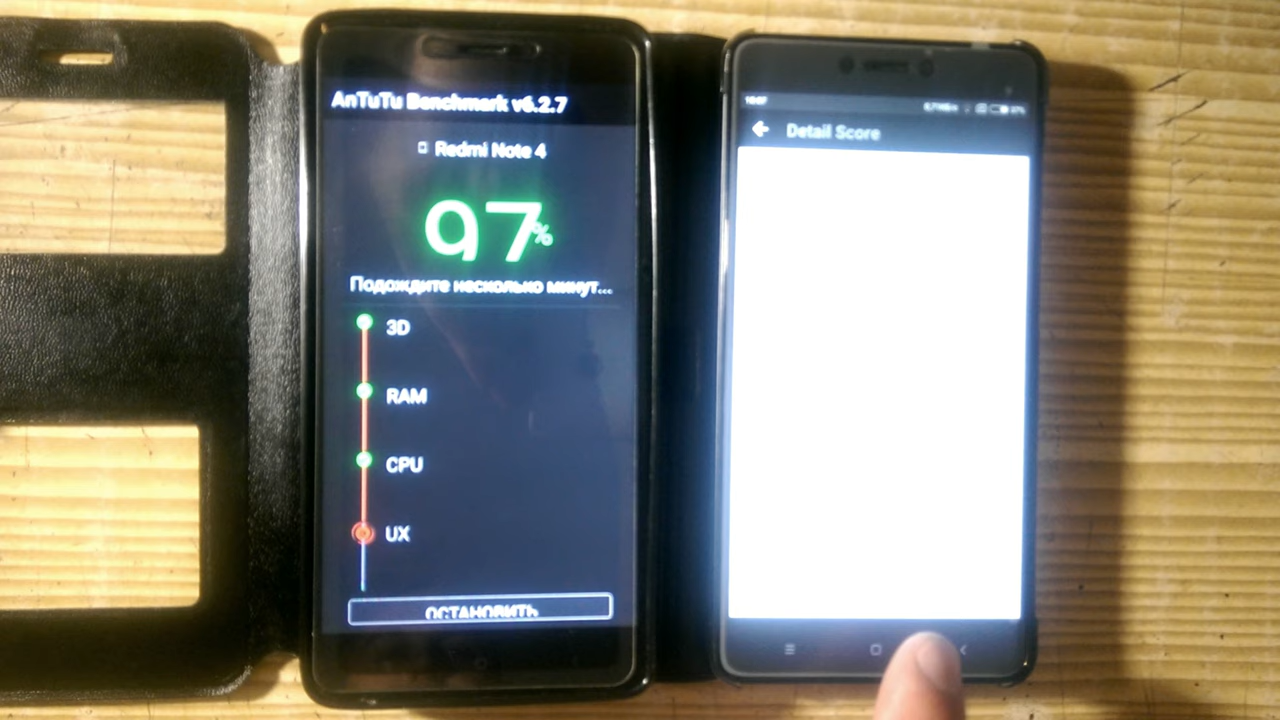 AnTuTu Benchmark v6.2.7
Redmi Note 4
97%
Подождите несколько минут...
3D
RAM
CPU
UX
ОСТАНОВИТЬ
Detail Score